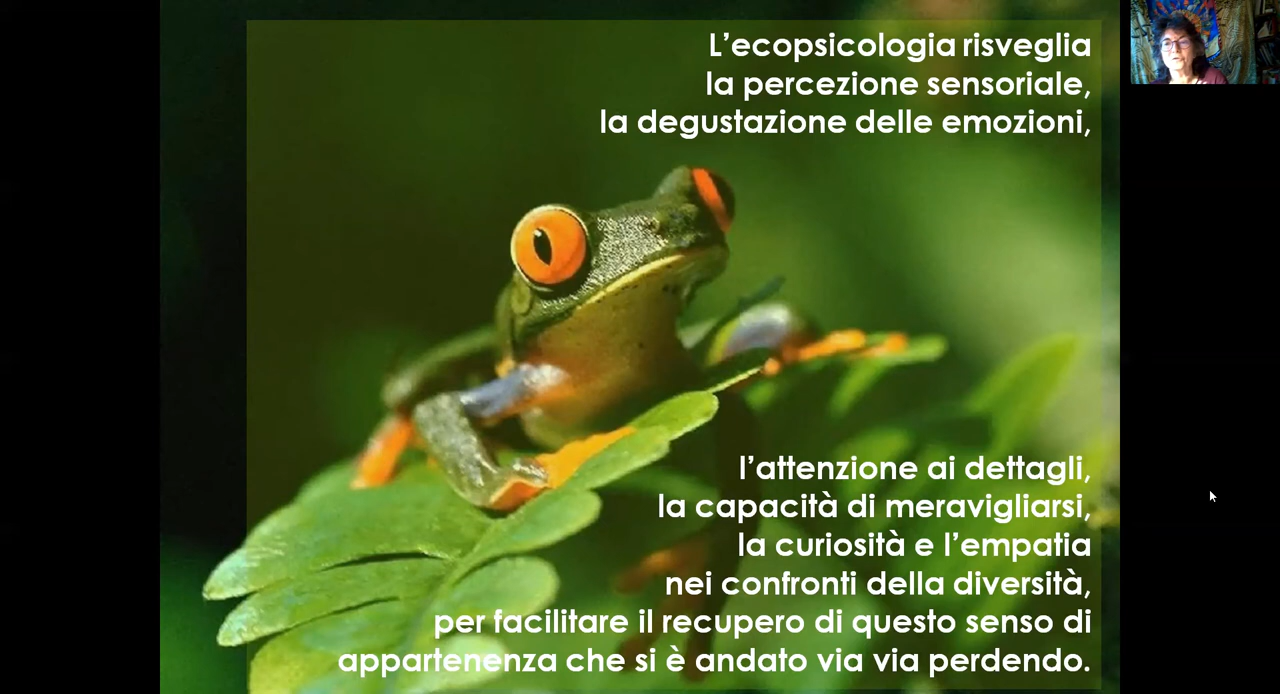 L’ecopsicologia risveglia
la percezione sensoriale,
la degustazione delle emozioni,
l’attenzione ai dettagli,
la capacità di meravigliarsi,
la curiosità e l’empatia
nei confronti della diversità,
per facilitare il recupero di questo senso di
appartenenza che si è andato via via perdendo.